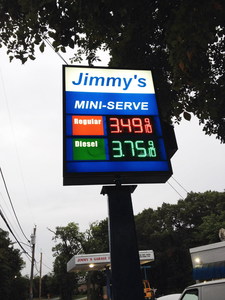 Jimmy's
MINI-SERVE
Regular 3.49 9/10
Diesel 3.75 9/10